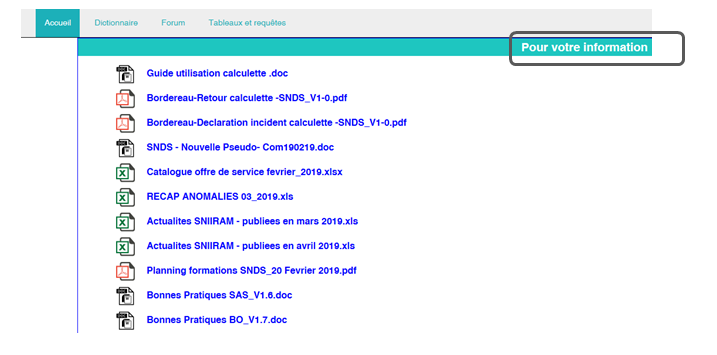 Accueil Dictionnaire Forum Tableaux et requêtes
Pour votre information
Guide utilisation calculette .doc
Bordereau-Retour calculette -SNDS_V1-0.pdf
Bordereau-Declaration incident calculette -SNDS_V1-0.pdf
SNDS - Nouvelle Pseudo- Com190219.doc
Catalogue offre de service fevrier_2019.xlsx
RECAP ANOMALIES 03_2019.xls
Actualites SNIIRAM - publiees en mars 2019.xls
Actualites SNIIRAM - publiees en avril 2019.xls
Planning formations SNDS_20 Fevrier 2019.pdf
Bonnes Pratiques SAS_V1.6.doc
Bonnes Pratiques BO_V1.7.doc